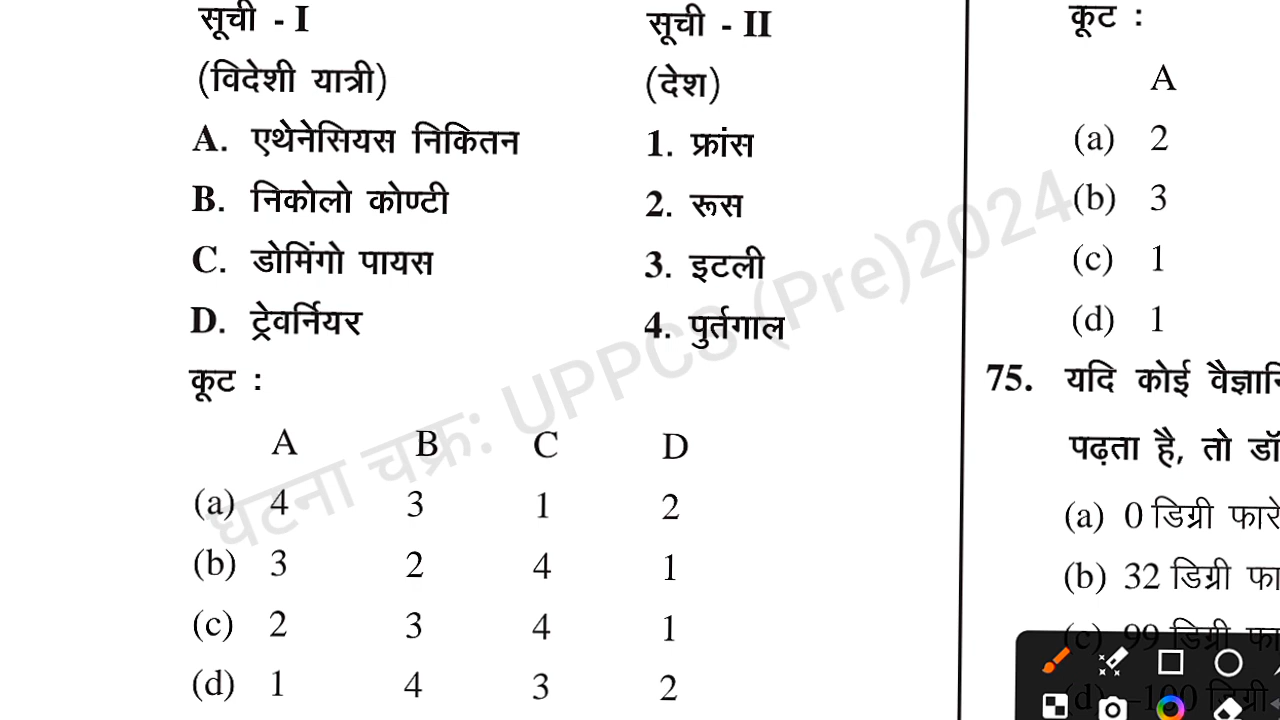 सूची - I सूची - II
(विदेशी यात्री) (देश)
A. एथेनेसियस निकितन 1. फ्रांस
B. निकोलो कोण्टी 2. रूस
C. डोमिंगो पायस 3. इटली
D. ट्रेवर्नियर 4. पुर्तगाल
कूट :
A B C D
(a) 4 3 1 2
(b) 3 2 4 1
(c) 2 3 4 1
(d) 1 4 3 2
घटना चक्र: UPPCS (Pre)2024
कूट :
A
(a) 2
(b) 3
(c) 1
(d) 1
75. यदि कोई
पढ़ता है, तो
(a) 0 डिग्री
(b) 32 डिग्री
(c) 99 डिग्री
(d) –100 डिग्री